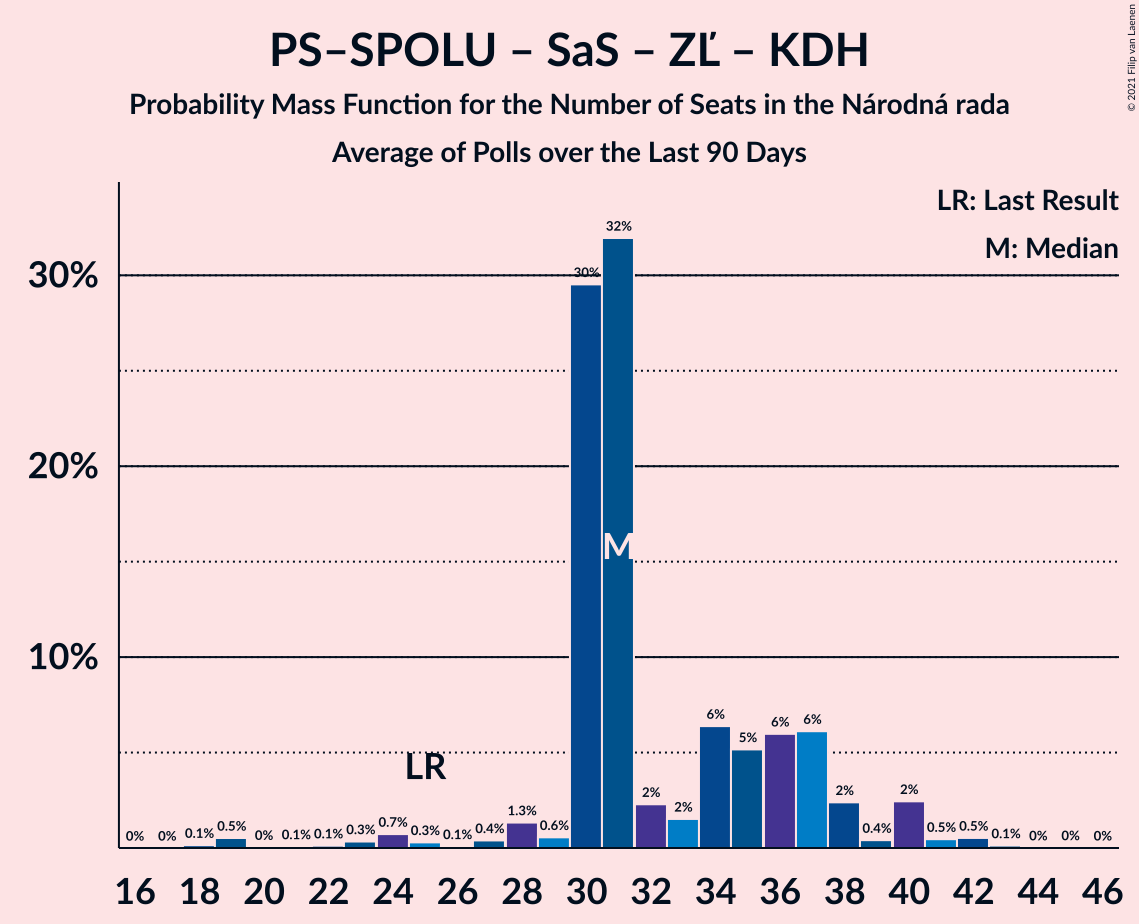 PS–SPOLU – SaS – ZĽ – KDH
Probability Mass Function for the Number of Seats in the Národná rada
Average of Polls over the Last 90 Days
© 2021 Filip van Laenen
LR: Last Result
M: Median
30%
20%
10%
32%
30%
M
LR
0% 0% 0.1% 0.5% 0% 0.1% 0.1% 0.3% 0.7% 0.3% 0.1% 0.4% 1.3% 0.6% 2% 2% 6% 5% 6% 6% 2% 0.4% 2% 0.5% 0.5% 0.1% 0% 0% 0%
16 18 20 22 24 26 28 30 32 34 36 38 40 42 44 46